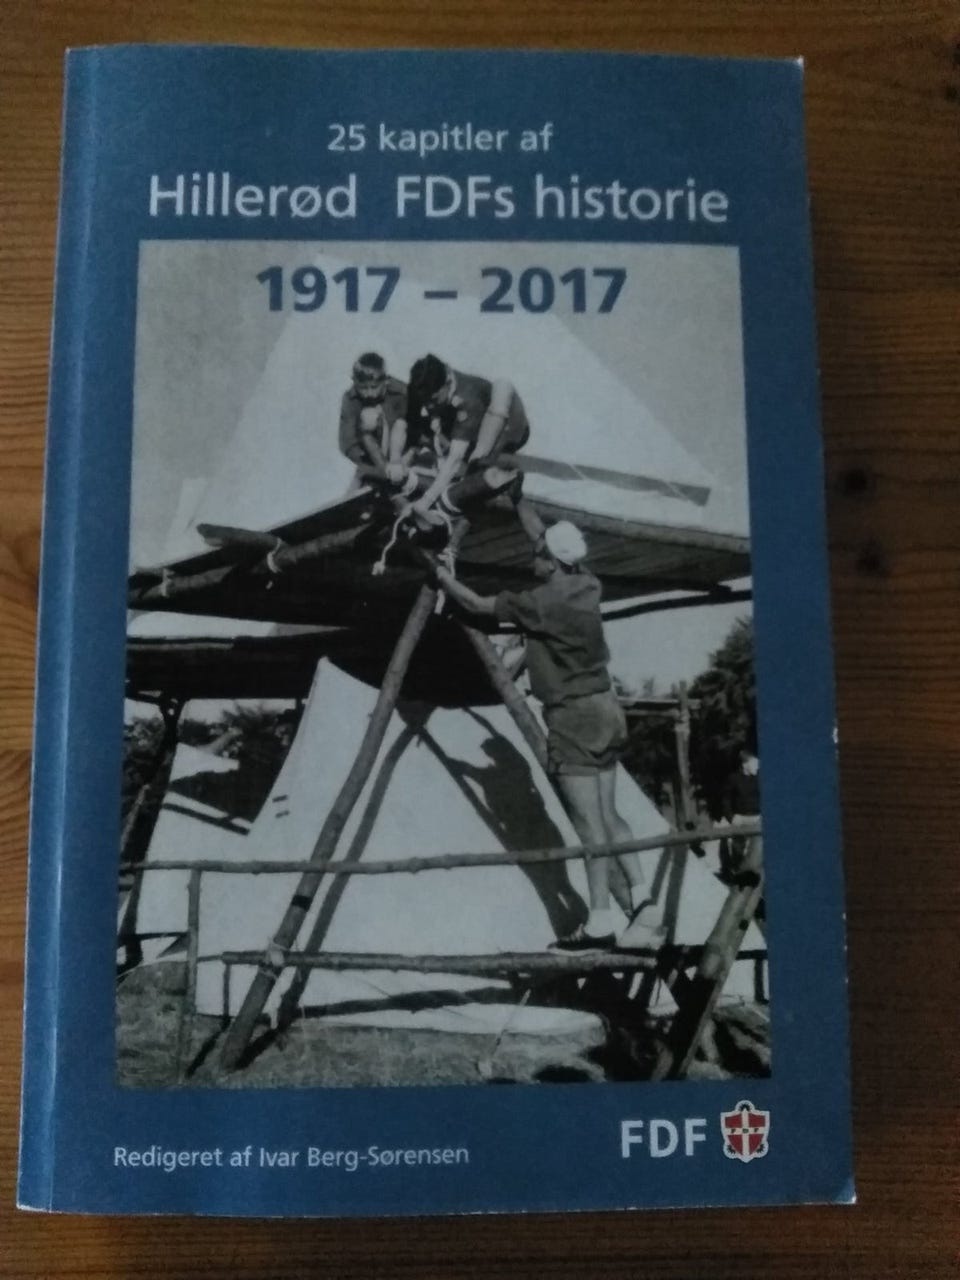 25 kapitler af
Hillerød FDFs historie
1917 – 2017
Redigeret af Ivar Berg-Sørensen
FDF